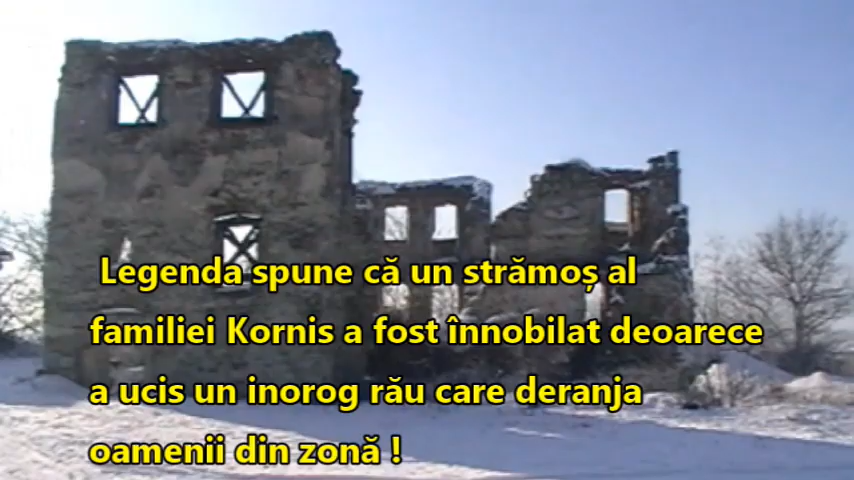 Legenda spune că un strămoș al
familiei Kornis a fost înnobilat deoarece
a ucis un inorog rău care deranja
oamenii din zonă !